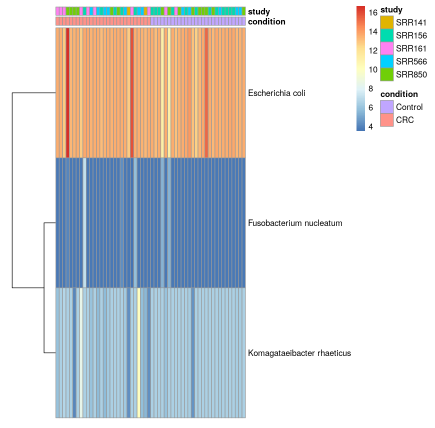 study
condition
Escherichia coli
Fusobacterium nucleatum
Komagataeibacter rhaeticus
16
14
12
10
8
6
4
study
SRR141
SRR156
SRR161
SRR566
SRR850
condition
Control
CRC